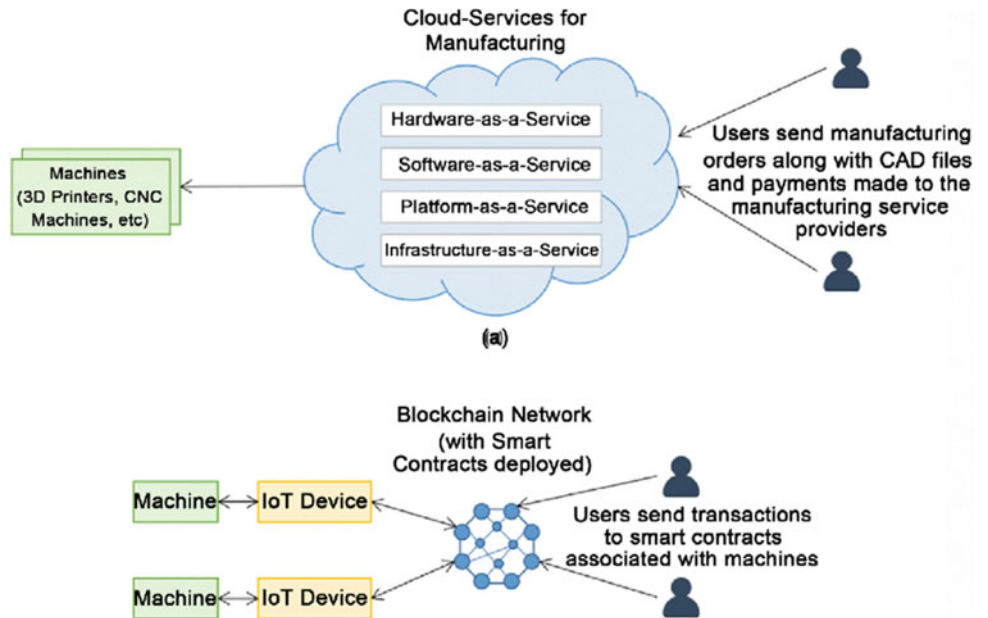 Cloud-Services for
Manufacturing
Hardware-as-a-Service
Software-as-a-Service
Platform-as-a-Service
Infrastructure-as-a-Service
Machines
(3D Printers, CNC
Machines, etc)
Users send manufacturing
orders along with CAD files
and payments made to the
manufacturing service
providers
(a)
Blockchain Network
(with Smart
Contracts deployed)
Machine
IoT Device
Users send transactions
to smart contracts
associated with machines
Machine
IoT Device